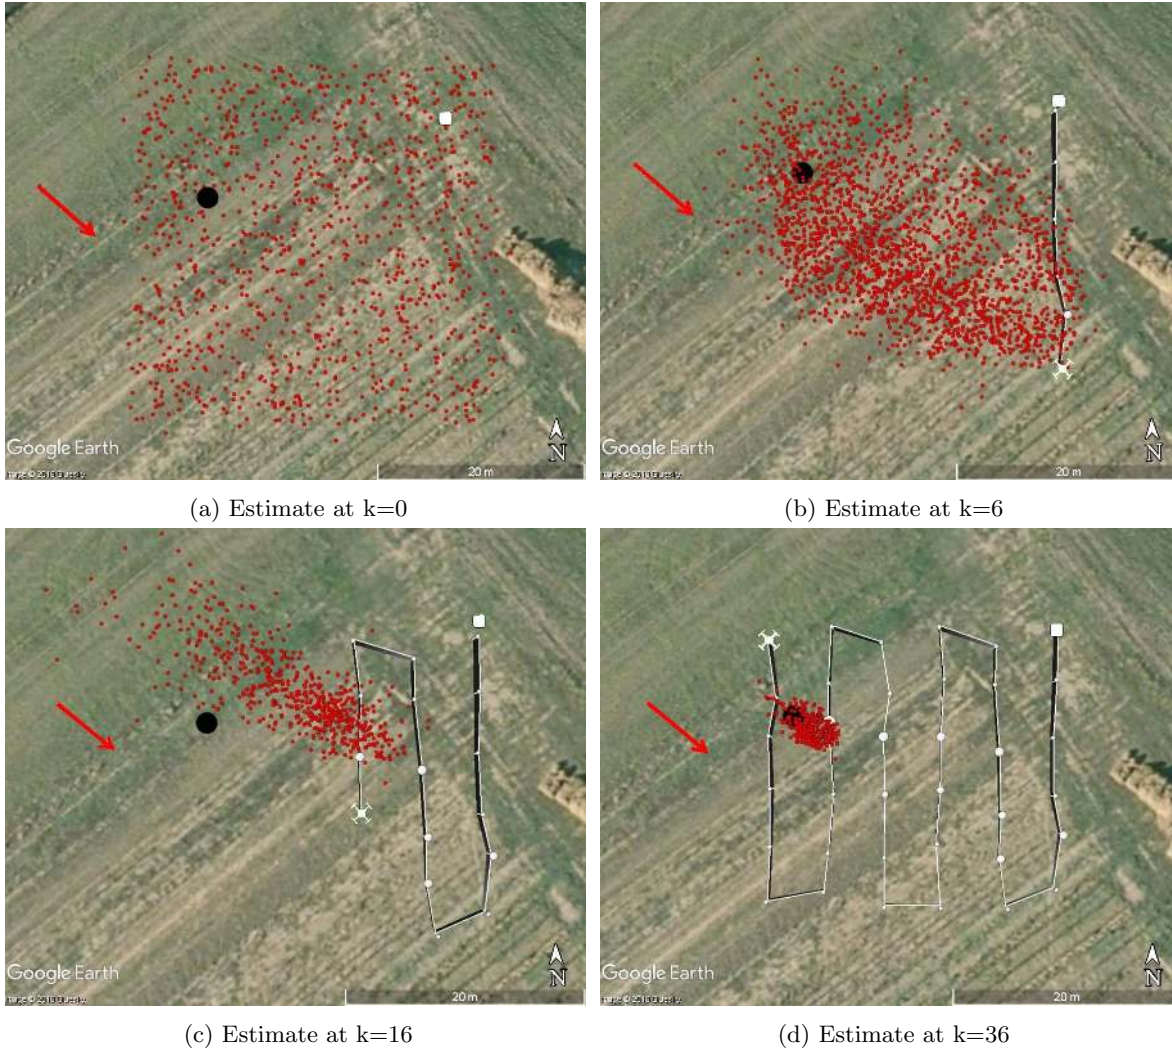 Google Earth
N
20 m
(a) Estimate at k=0
Google Earth
N
20 m
(b) Estimate at k=6
Google Earth
N
20 m
(c) Estimate at k=16
Google Earth
N
20 m
(d) Estimate at k=36